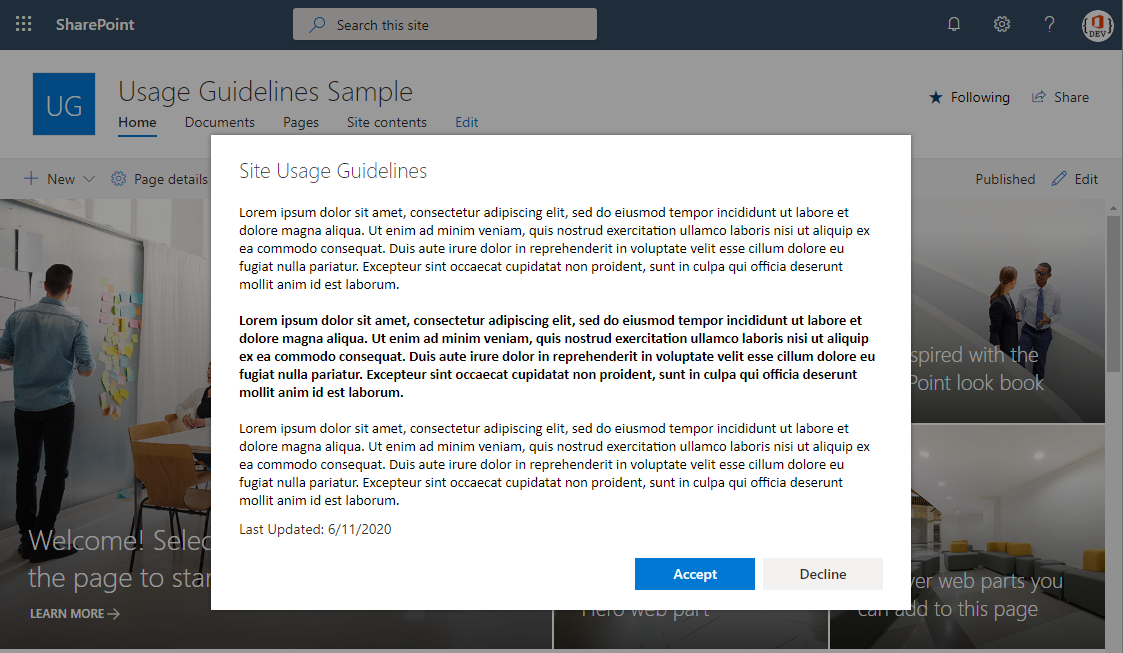 SharePoint
Search this site
DEV
UG
Usage Guidelines Sample
Home Documents Pages Site contents Edit
Following Share
New Page details
Published Edit
Site Usage Guidelines
Lorem ipsum dolor sit amet, consectetur adipiscing elit, sed do eiusmod tempor incididunt ut labore et
dolore magna aliqua. Ut enim ad minim veniam, quis nostrud exercitation ullamco laboris nisi ut aliquip ex
ea commodo consequat. Duis aute irure dolor in reprehenderit in voluptate velit esse cillum dolore eu
fugiat nulla pariatur. Excepteur sint occaecat cupidatat non proident, sunt in culpa qui officia deserunt
mollit anim id est laborum.
Lorem ipsum dolor sit amet, consectetur adipiscing elit, sed do eiusmod tempor incididunt ut labore et
dolore magna aliqua. Ut enim ad minim veniam, quis nostrud exercitation ullamco laboris nisi ut aliquip
ex ea commodo consequat. Duis aute irure dolor in reprehenderit in voluptate velit esse cillum dolore eu
fugiat nulla pariatur. Excepteur sint occaecat cupidatat non proident, sunt in culpa qui officia deserunt
mollit anim id est laborum.
Lorem ipsum dolor sit amet, consectetur adipiscing elit, sed do eiusmod tempor incididunt ut labore et
dolore magna aliqua. Ut enim ad minim veniam, quis nostrud exercitation ullamco laboris nisi ut aliquip ex
ea commodo consequat. Duis aute irure dolor in reprehenderit in voluptate velit esse cillum dolore eu
fugiat nulla pariatur. Excepteur sint occaecat cupidatat non proident, sunt in culpa qui officia deserunt
mollit anim id est laborum.
Last Updated: 6/11/2020
Accept Decline
Welcome! Selec
the page to star
LEARN MORE
Hero web part
spired with the
Point look book
ver web parts you
can add to this page